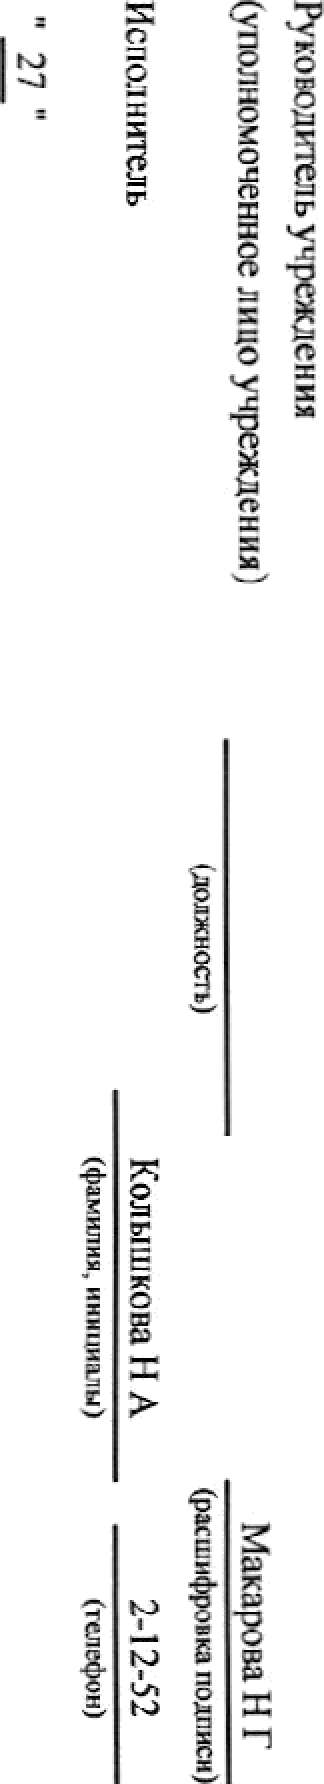 Руководитель учреждения
(уполномоченное лицо учреждения) Макарова Н Г
(должность) (расшифровка подписи)
Исполнитель Колышкова Н А 2-12-52
(фамилия, инициалы) (телефон)
" 27 "